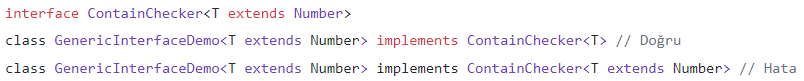 interface ContainChecker<T extends Number>
class GenericInterfaceDemo<T extends Number> implements ContainChecker<T> // Doğru
class GenericInterfaceDemo<T extends Number> implements ContainChecker<T extends Number> // Hata